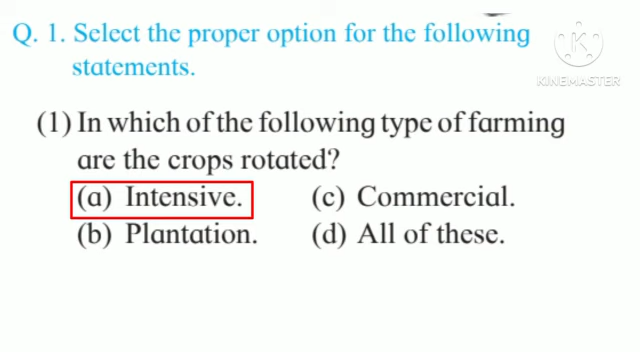 Q. 1. Select the proper option for the following
statements.
KINEMASTER
(1) In which of the following type of farming
are the crops rotated?
(a) Intensive. (c) Commercial.
(b) Plantation. (d) All of these.